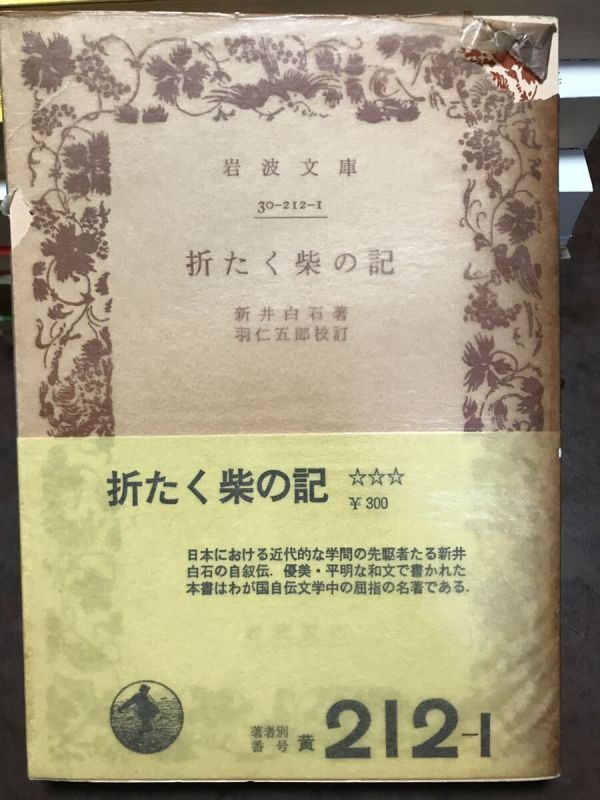 岩波文庫
30-212-1
折たく柴の記
新井白石著
羽仁五郎校訂
折たく柴の記 ☆☆☆
¥300
日本における近代的な学問の先駆者たる新井
白石の自叙伝．優美・平明な和文で書かれた
本書はわが国自伝文学中の屈指の名著である．
著者別
番号 黄 212-1